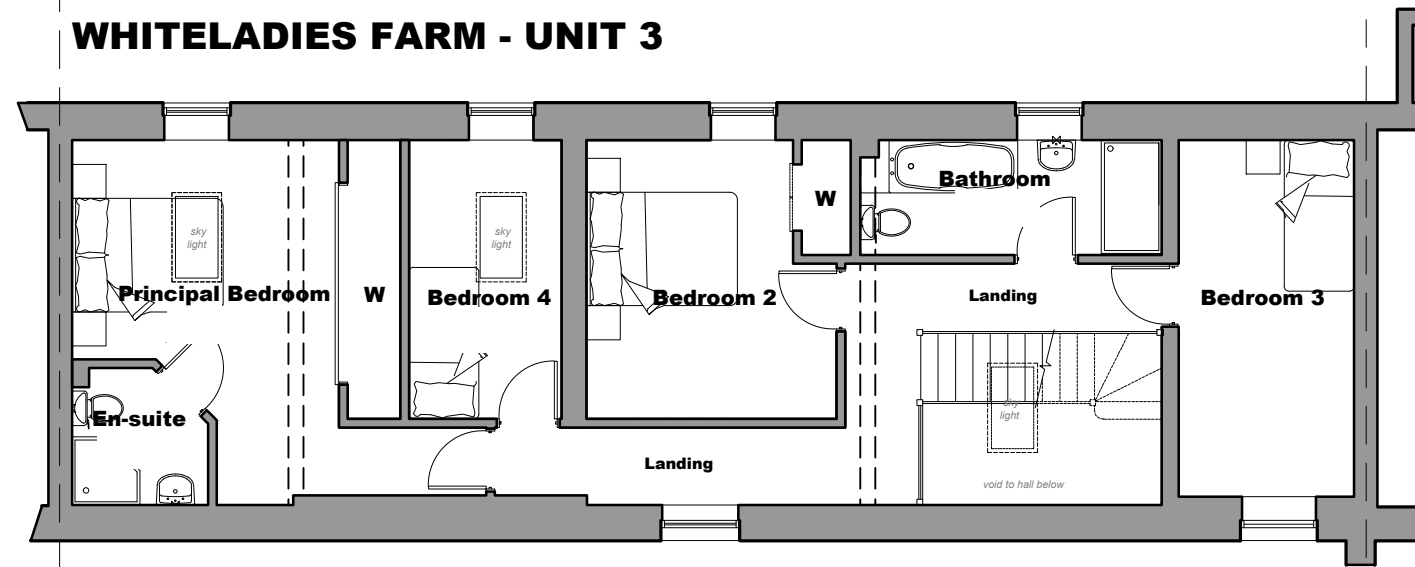 WHITELADIES FARM - UNIT 3
Bathroom
W
sky
light
sky
light
Principal Bedroom
W
Bedroom 4
Bedroom 2
Landing
Bedroom 3
sky
light
En-suite
Landing
void to hall below